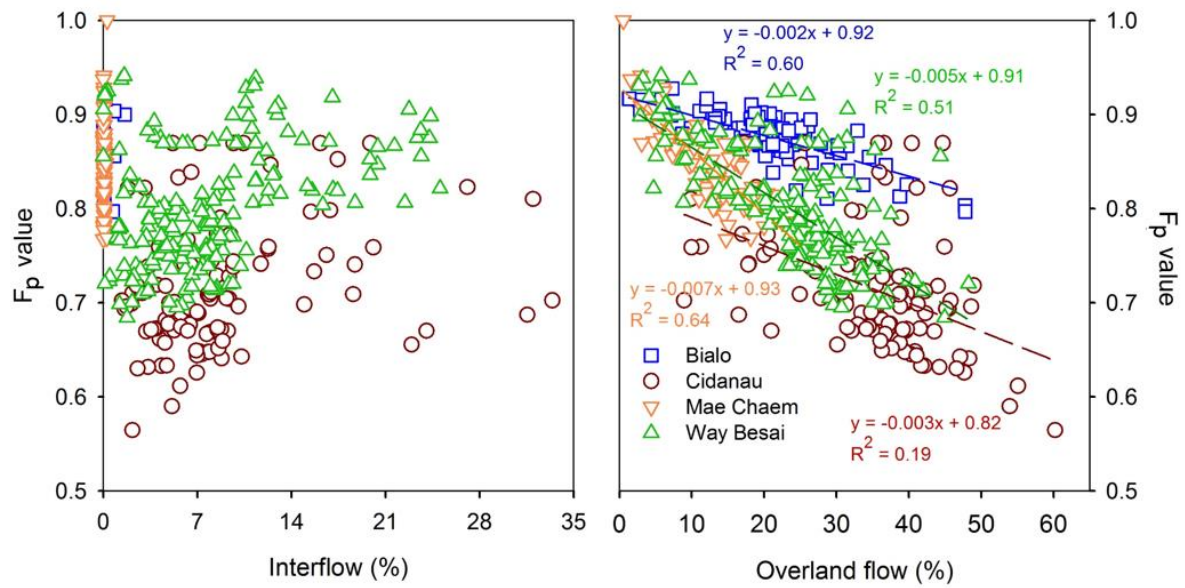 1.0
0.9
0.8
0.7
0.6
0.5
Fp value
0 7 14 21 28 35
Interflow (%)
y = -0.002x + 0.92
R2 = 0.60
y = -0.005x + 0.91
R2 = 0.51
y = -0.007x + 0.93
R2 = 0.64
Bialo
Cidanau
Mae Chaem
Way Besai
y = -0.003x + 0.82
R2 = 0.19
0 10 20 30 40 50 60
Overland flow (%)
1.0
0.9
0.8
0.7
0.6
0.5
Fp value